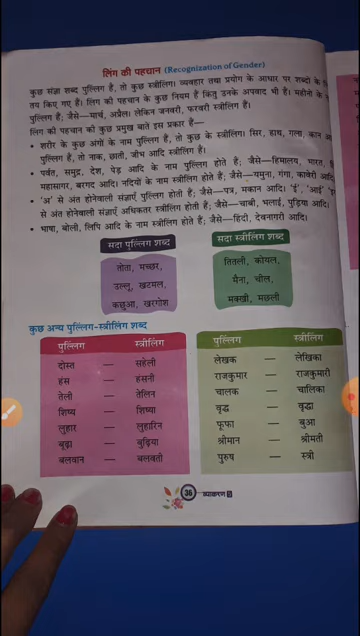 लिंग की पहचान (Recognization of Gender)
कुछ संज्ञा शब्द पुल्लिंग हैं, तो कुछ स्त्रीलिंग। व्यवहार तथा प्रयोग के आधार पर शब्दों के
तय किए गए हैं। लिंग की पहचान के कुछ नियम हैं किंतु उनके अपवाद भी हैं। महीनों के
पुल्लिंग हैं; जैसे—मार्च, अप्रैल। लेकिन जनवरी, फरवरी स्त्रीलिंग हैं।
लिंग की पहचान की कुछ प्रमुख बातें इस प्रकार हैं—
• शरीर के कुछ अंगों के नाम पुल्लिंग हैं, तो कुछ के स्त्रीलिंग। सिर, हाथ, गला, कान
पुल्लिंग हैं, तो नाक, छाती, जीभ आदि स्त्रीलिंग हैं।
• पर्वत, समुद्र, देश, पेड़ आदि के नाम पुल्लिंग होते हैं; जैसे—हिमालय, भारत,
महासागर, बरगद आदि। नदियों के नाम स्त्रीलिंग होते हैं; जैसे—यमुना, गंगा, कावेरी आदि
• 'अ' से अंत होनेवाली संज्ञाएँ पुल्लिंग होती हैं; जैसे—पत्र, मकान आदि। 'ई', 'आई'
से अंत होनेवाली संज्ञाएँ अधिकतर स्त्रीलिंग होती हैं; जैसे—चाबी, भलाई, पुड़िया आदि।
• भाषा, बोली, लिपि आदि के नाम स्त्रीलिंग होते हैं; जैसे—हिंदी, देवनागरी आदि।
सदा पुल्लिंग शब्द
तोता, मच्छर,
उल्लू, खटमल,
कछुआ, खरगोश
सदा स्त्रीलिंग शब्द
तितली, कोयल,
मैना, चील,
मक्खी, मछली
कुछ अन्य पुल्लिंग-स्त्रीलिंग शब्द
पुल्लिंग स्त्रीलिंग
दोस्त — सहेली
हंस — हंसनी
तेली — तेलिन
शिष्य — शिष्या
लुहार — लुहारिन
बूढ़ा — बुढ़िया
बलवान — बलवती
पुल्लिंग स्त्रीलिंग
लेखक — लेखिका
राजकुमार — राजकुमारी
चालक — चालिका
वृद्ध — वृद्धा
फूफा — बुआ
श्रीमान — श्रीमती
पुरुष — स्त्री
36 व्याकरण